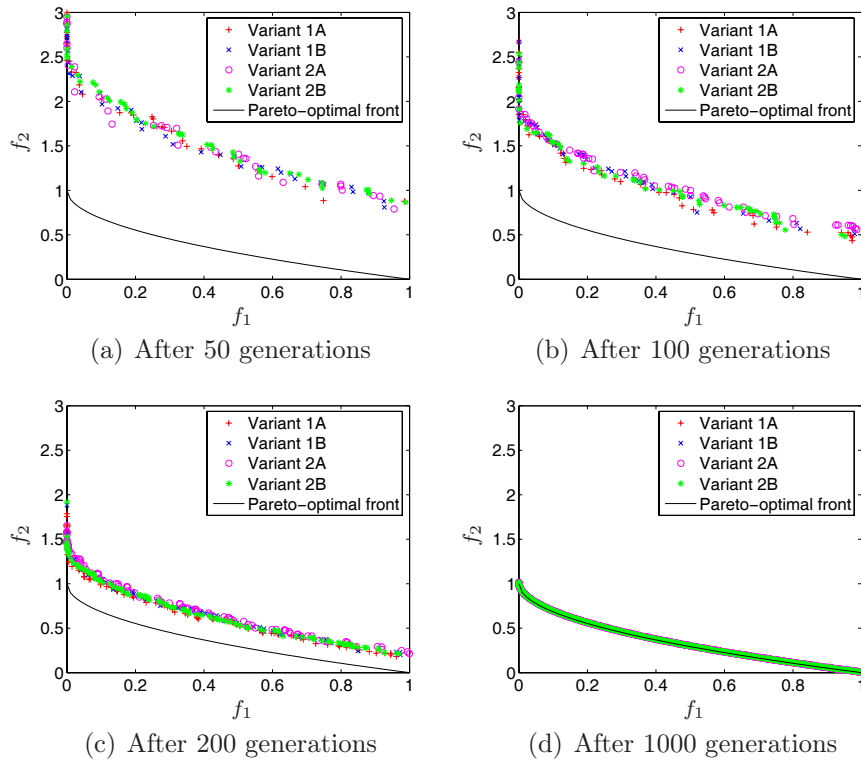 3
2.5
2
1.5
1
0.5
0
0 0.2 0.4 0.6 0.8 1
f2
f1
Variant 1A
Variant 1B
Variant 2A
Variant 2B
Pareto-optimal front
(a) After 50 generations
3
2.5
2
1.5
1
0.5
0
0 0.2 0.4 0.6 0.8 1
f2
f1
Variant 1A
Variant 1B
Variant 2A
Variant 2B
Pareto-optimal front
(b) After 100 generations
3
2.5
2
1.5
1
0.5
0
0 0.2 0.4 0.6 0.8 1
f2
f1
Variant 1A
Variant 1B
Variant 2A
Variant 2B
Pareto-optimal front
(c) After 200 generations
3
2.5
2
1.5
1
0.5
0
0 0.2 0.4 0.6 0.8 1
f2
f1
Variant 1A
Variant 1B
Variant 2A
Variant 2B
Pareto-optimal front
(d) After 1000 generations